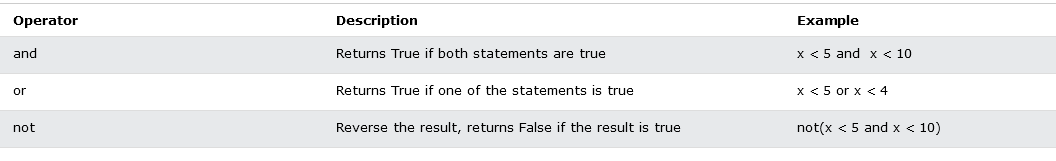 Operator Description Example
and Returns True if both statements are true x < 5 and  x < 10
or Returns True if one of the statements is true x < 5 or x < 4
not Reverse the result, returns False if the result is true not(x < 5 and x < 10)